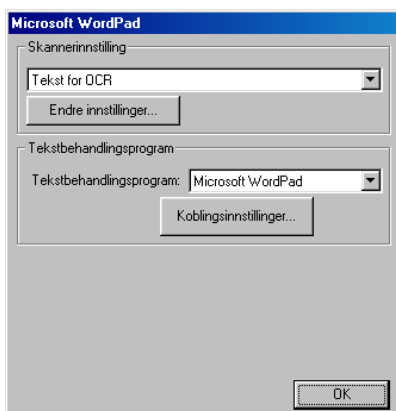 Microsoft WordPad
Skannerinnstilling
Tekst for OCR
Endre innstillinger...
Tekstbehandlingsprogram
Tekstbehandlingsprogram: Microsoft WordPad
Koblingsinnstillinger...
OK